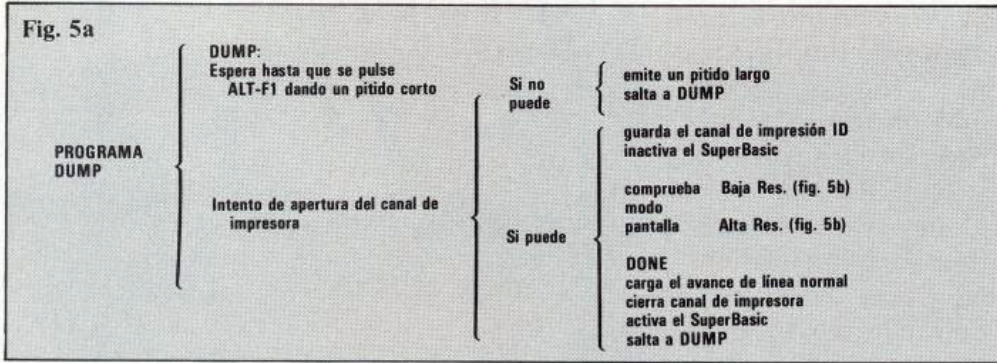 Fig. 5a
PROGRAMA
DUMP
DUMP:
Espera hasta que se pulse
ALT-F1 dando un pitido corto
Intento de apertura del canal de
impresora
Si no
puede
emite un pitido largo
salta a DUMP
Si puede
guarda el canal de impresión ID
inactiva el SuperBasic
comprueba Baja Res. (fig. 5b)
modo
pantalla Alta Res. (fig. 5b)
DONE
carga el avance de línea normal
cierra canal de impresora
activa el SuperBasic
salta a DUMP